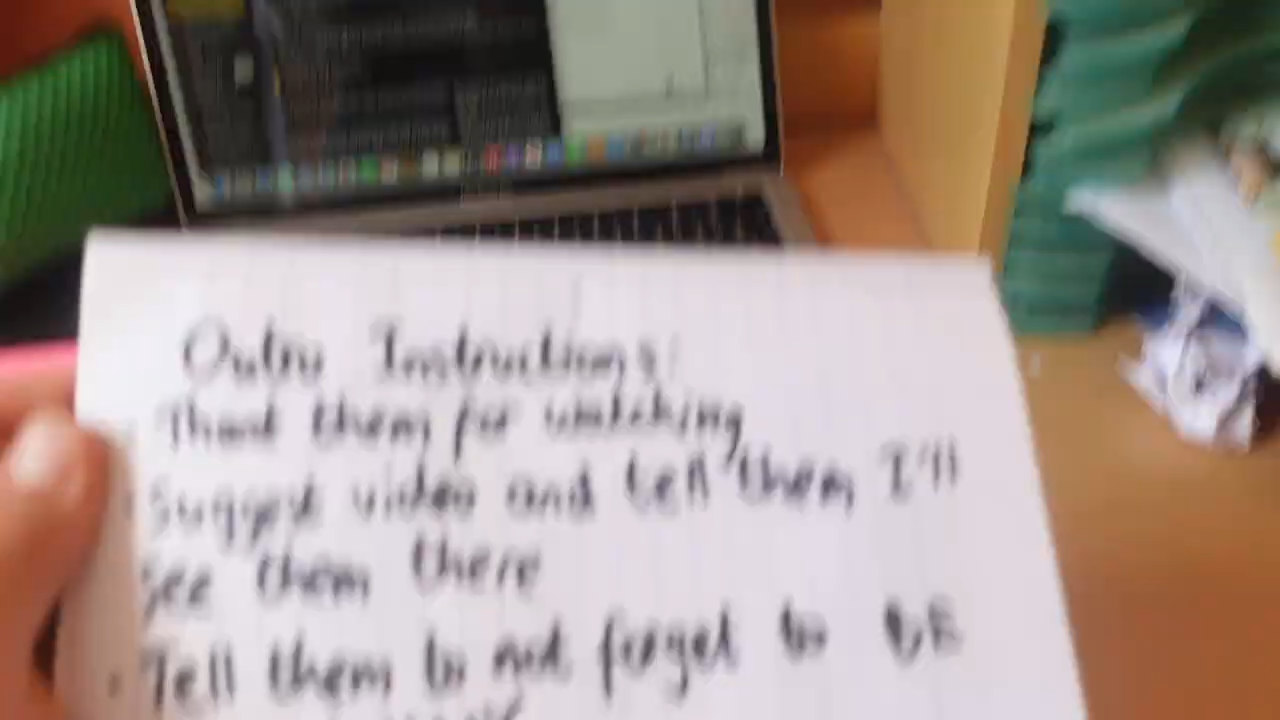 Outro Instructions:
Thank them for watching
Suggest video and tell them I'll
see them there
Tell them to not forget to BE